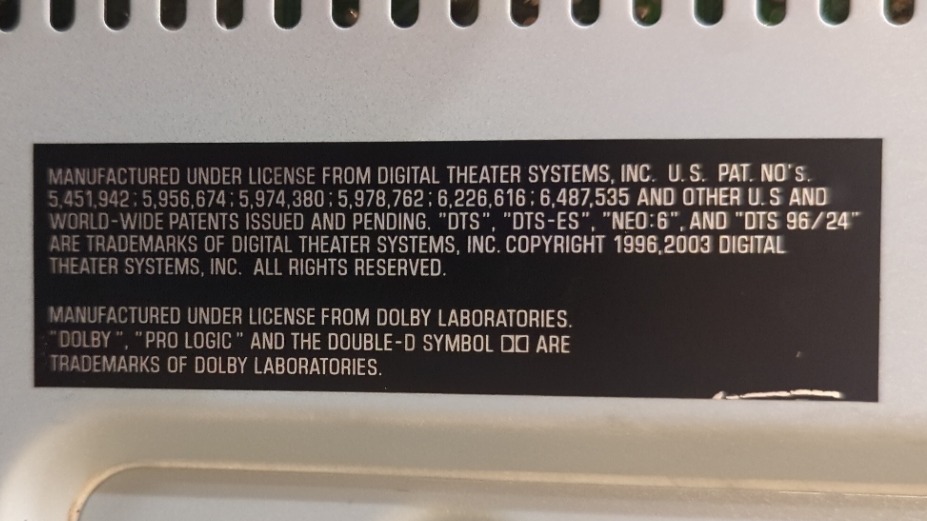 MANUFACTURED UNDER LICENSE FROM DIGITAL THEATER SYSTEMS, INC. U.S. PAT. NO's.
5,451,942; 5,956,674; 5,974,380; 5,978,762; 6,226,616; 6,487,535 AND OTHER U.S AND
WORLD-WIDE PATENTS ISSUED AND PENDING. "DTS", "DTS-ES", "NEO:6", AND "DTS 96/24"
ARE TRADEMARKS OF DIGITAL THEATER SYSTEMS, INC. COPYRIGHT 1996,2003 DIGITAL
THEATER SYSTEMS, INC. ALL RIGHTS RESERVED.
MANUFACTURED UNDER LICENSE FROM DOLBY LABORATORIES.
"DOLBY", "PRO LOGIC" AND THE DOUBLE-D SYMBOL ARE
TRADEMARKS OF DOLBY LABORATORIES.